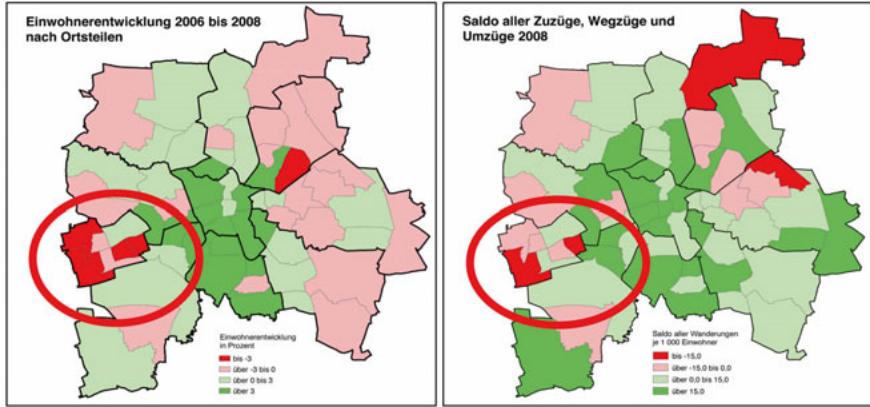 Einwohnerentwicklung 2006 bis 2008
nach Ortsteilen
Einwohnerentwicklung
in Prozent
bis -3
über -3 bis 0
über 0 bis 3
über 3
Saldo aller Zuzüge, Wegzüge und
Umzüge 2008
Saldo aller Wanderungen
je 1 000 Einwohner
bis -15,0
über -15,0 bis 0,0
über 0,0 bis 15,0
über 15,0